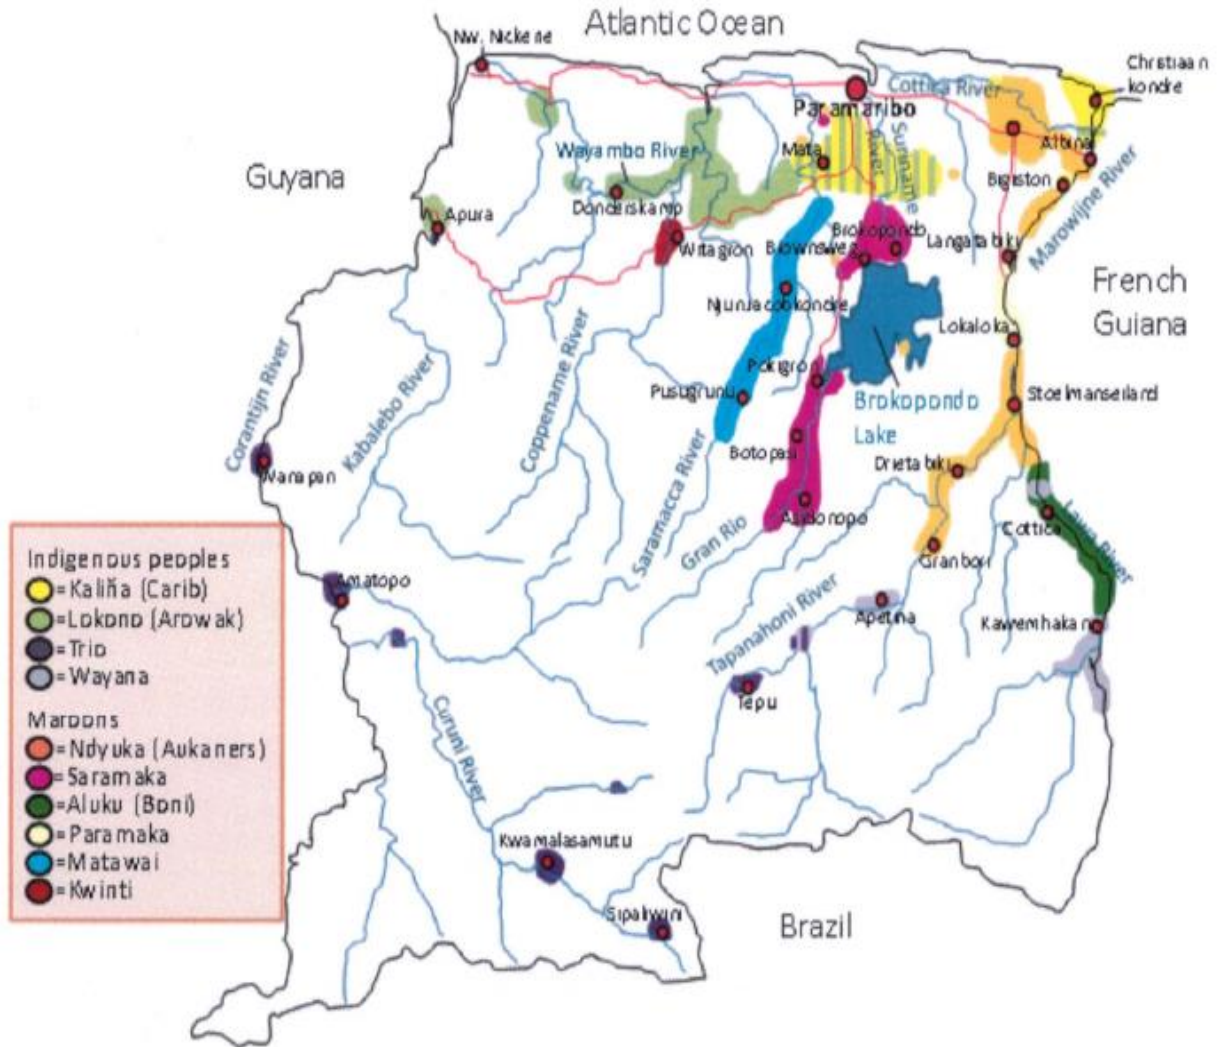 Atlantic Ocean
Nw. Nickerie
Christiaan
kondre
Cottica River
Paramaribo
Albina
Suriname
River
Mata
Wayambo River
Guyana
Bigiston
Marowijne River
Donderskamp
Apura
Brokopondo
Witagron
Brownsweg
Langatabiki
French
Guiana
Njunjacobkondre
Lokaloka
Corantijn River
Kabalebo River
Coppename River
Pokigron
Pusugrunu
Brokopondo
Lake
Stoelmanseiland
Botopasi
Drietabiki
Wanapan
Saramacca River
Gran Rio
Cottica
Lawa River
Granbori
Amatopo
Tapanahoni River
Apetina
Kawemhakan
Tepu
Curuni River
Kwamalasamutu
Sipaliwini
Brazil
Indigenous peoples
=Kaliña (Carib)
=Lokono (Arowak)
=Trio
=Wayana
Maroons
=Ndyuka (Aukaners)
=Saramaka
=Aluku (Boni)
=Paramaka
=Matawai
=Kwinti